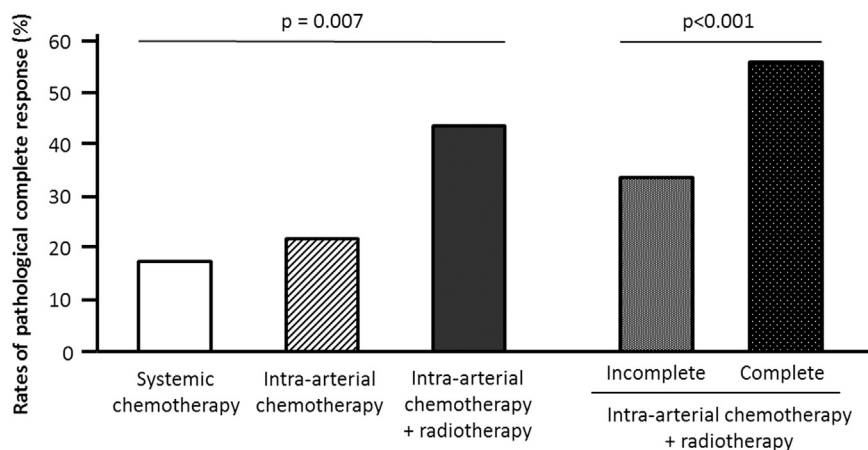 p = 0.007
p<0.001
Rates of pathological complete response (%)
60
50
40
30
20
10
0
Systemic
chemotherapy
Intra-arterial
chemotherapy
Intra-arterial
chemotherapy
+ radiotherapy
Incomplete
Complete
Intra-arterial chemotherapy
+ radiotherapy